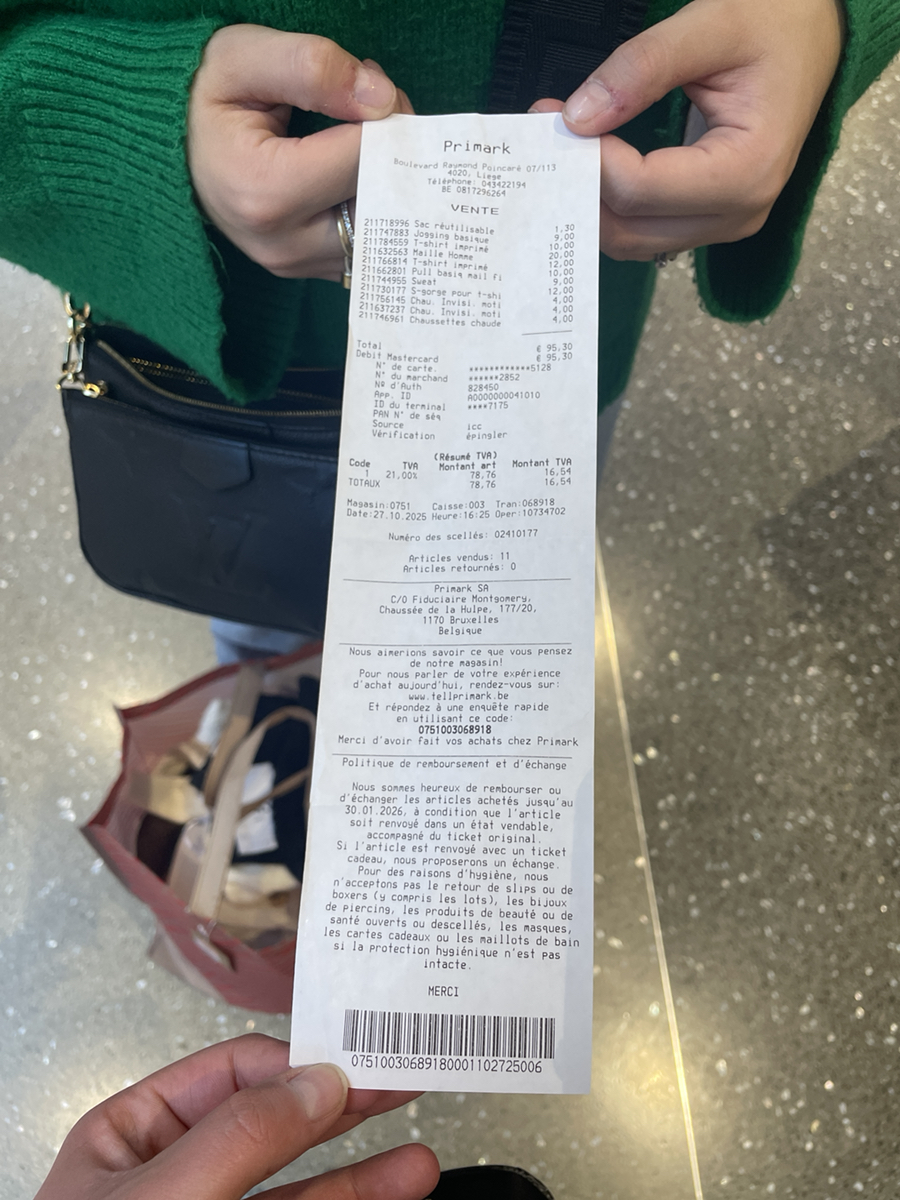 Primark
Boulevard Raymond Poincaré 07/113
4020, Liege
Téléphone: 043422194
BE 0817296264
VENTE
211718996 Sac réutilisable 1,30
211747883 Jogging basique 9,00
211784559 T-shirt imprimé 10,00
211632563 Maille Homme 20,00
211766814 T-shirt imprimé 12,00
211662801 Pull basiq mail fi 10,00
211744955 Sweat 9,00
211730177 S-gorge pour t-shi 12,00
211756145 Chau. Invisi. moti 4,00
211637237 Chau. Invisi. moti 4,00
211746961 Chaussettes chaude 4,00
Total € 95,30
Debit Mastercard € 95,30
N° de carte. ************5128
N° du marchand ******2852
Nº d'Auth 828450
App. ID A0000000041010
ID du terminal ****7175
PAN N° de séq
Source icc
Vérification épingler
(Résumé TVA)
Code TVA Montant art Montant TVA
1 21,00% 78,76 16,54
TOTAUX 78,76 16,54
Magasin:0751 Caisse:003 Tran:068918
Date:27.10.2025 Heure:16:25 Oper:10734702
Numéro des scellés: 02410177
Articles vendus: 11
Articles retournés: 0
Primark SA
C/O Fiduciaire Montgomery,
Chaussée de la Hulpe, 177/20,
1170 Bruxelles
Belgique
Nous aimerions savoir ce que vous pensez
de notre magasin!
Pour nous parler de votre expérience
d'achat aujourd'hui, rendez-vous sur:
www.tellprimark.be
Et répondez à une enquête rapide
en utilisant ce code:
0751003068918
Merci d'avoir fait vos achats chez Primark
Politique de remboursement et d'échange
Nous sommes heureux de rembourser ou
d'échanger les articles achetés jusqu'au
30.01.2026, à condition que l'article
soit renvoyé dans un état vendable,
accompagné du ticket original.
Si l'article est renvoyé avec un ticket
cadeau, nous proposerons un échange.
Pour des raisons d'hygiène, nous
n'acceptons pas le retour de slips ou de
boxers (y compris les lots), les bijoux
de piercing, les produits de beauté ou de
santé ouverts ou descellés, les masques,
les cartes cadeaux ou les maillots de bain
si la protection hygiénique n'est pas
intacte.
MERCI
07510030689180001102725006